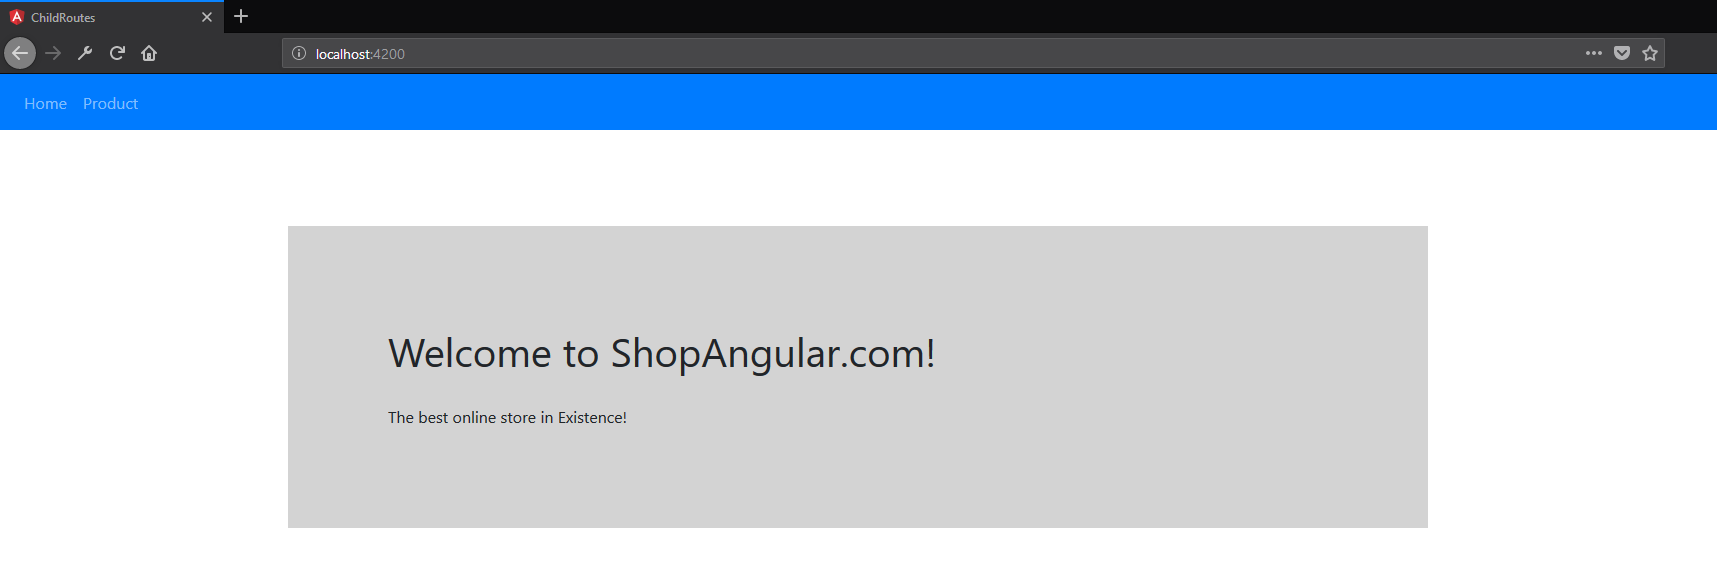 ChildRoutes
localhost:4200
Home Product
Welcome to ShopAngular.com!
The best online store in Existence!